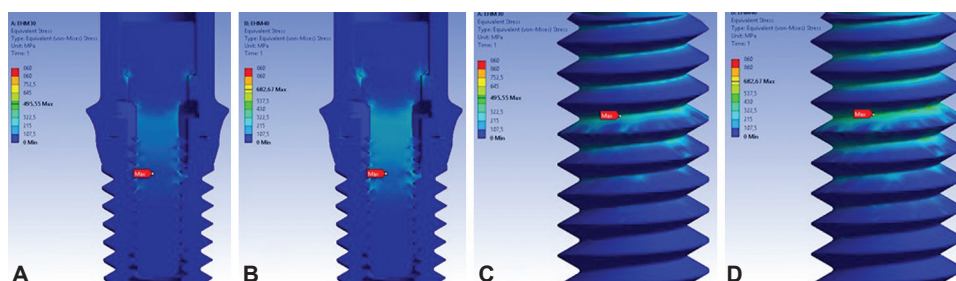 A: EHM30
Equivalent Stress
Type: Equivalent (von-Mises) Stress
Unit: MPa
Time: 1
860
860
752,5
645
495,55 Max
430
322,5
215
107,5
0 Min
Max
A
B: EHM40
Equivalent Stress
Type: Equivalent (von-Mises) Stress
Unit: MPa
Time: 1
860
860
682,67 Max
537,5
430
322,5
215
107,5
0 Min
Max
B
A: EHM30
Equivalent Stress
Type: Equivalent (von-Mises) Stress
Unit: MPa
Time: 1
860
860
752,5
645
495,55 Max
430
322,5
215
107,5
0 Min
Max
C
Equivalent Stress
Type: Equivalent (von-Mises) Stress
Unit: MPa
Time: 1
860
860
682,67 Max
537,5
430
322,5
215
107,5
0 Min
Max
D